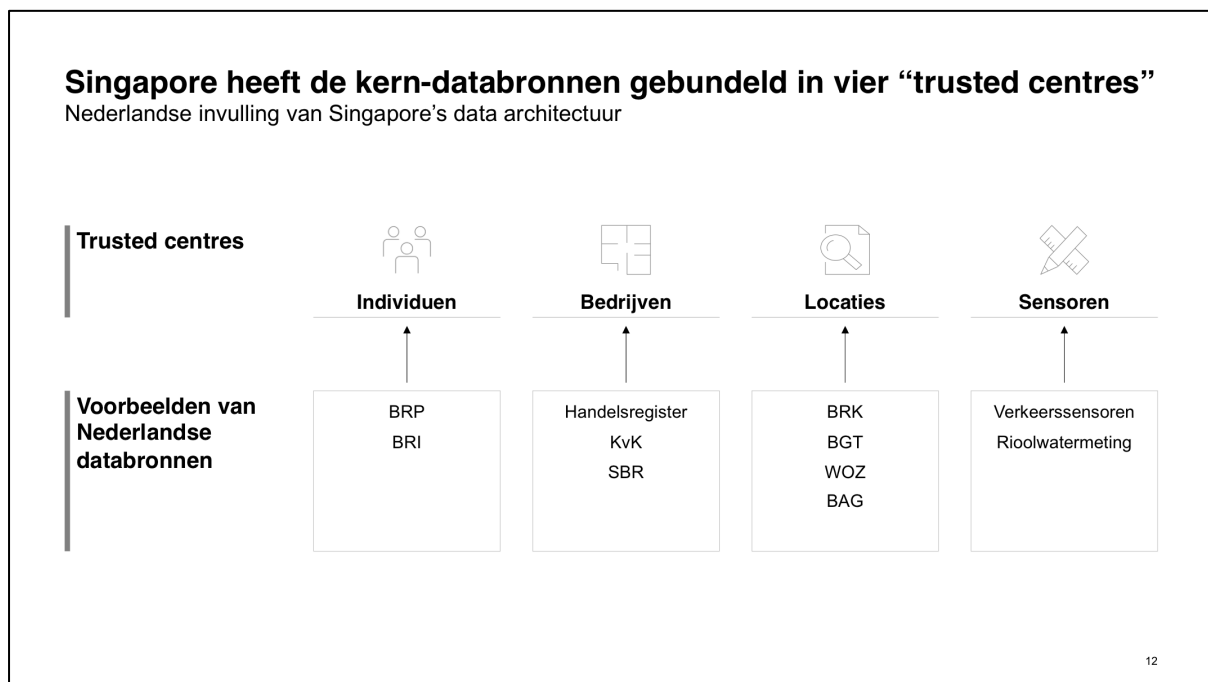 Singapore heeft de kern-databronnen gebundeld in vier “trusted centres”
Nederlandse invulling van Singapore’s data architectuur
Trusted centres
Individuen
Bedrijven
Locaties
Sensoren
Voorbeelden van
Nederlandse
databronnen
BRP
BRI
Handelsregister
KvK
SBR
BRK
BGT
WOZ
BAG
Verkeerssensoren
Rioolwatermeting
12